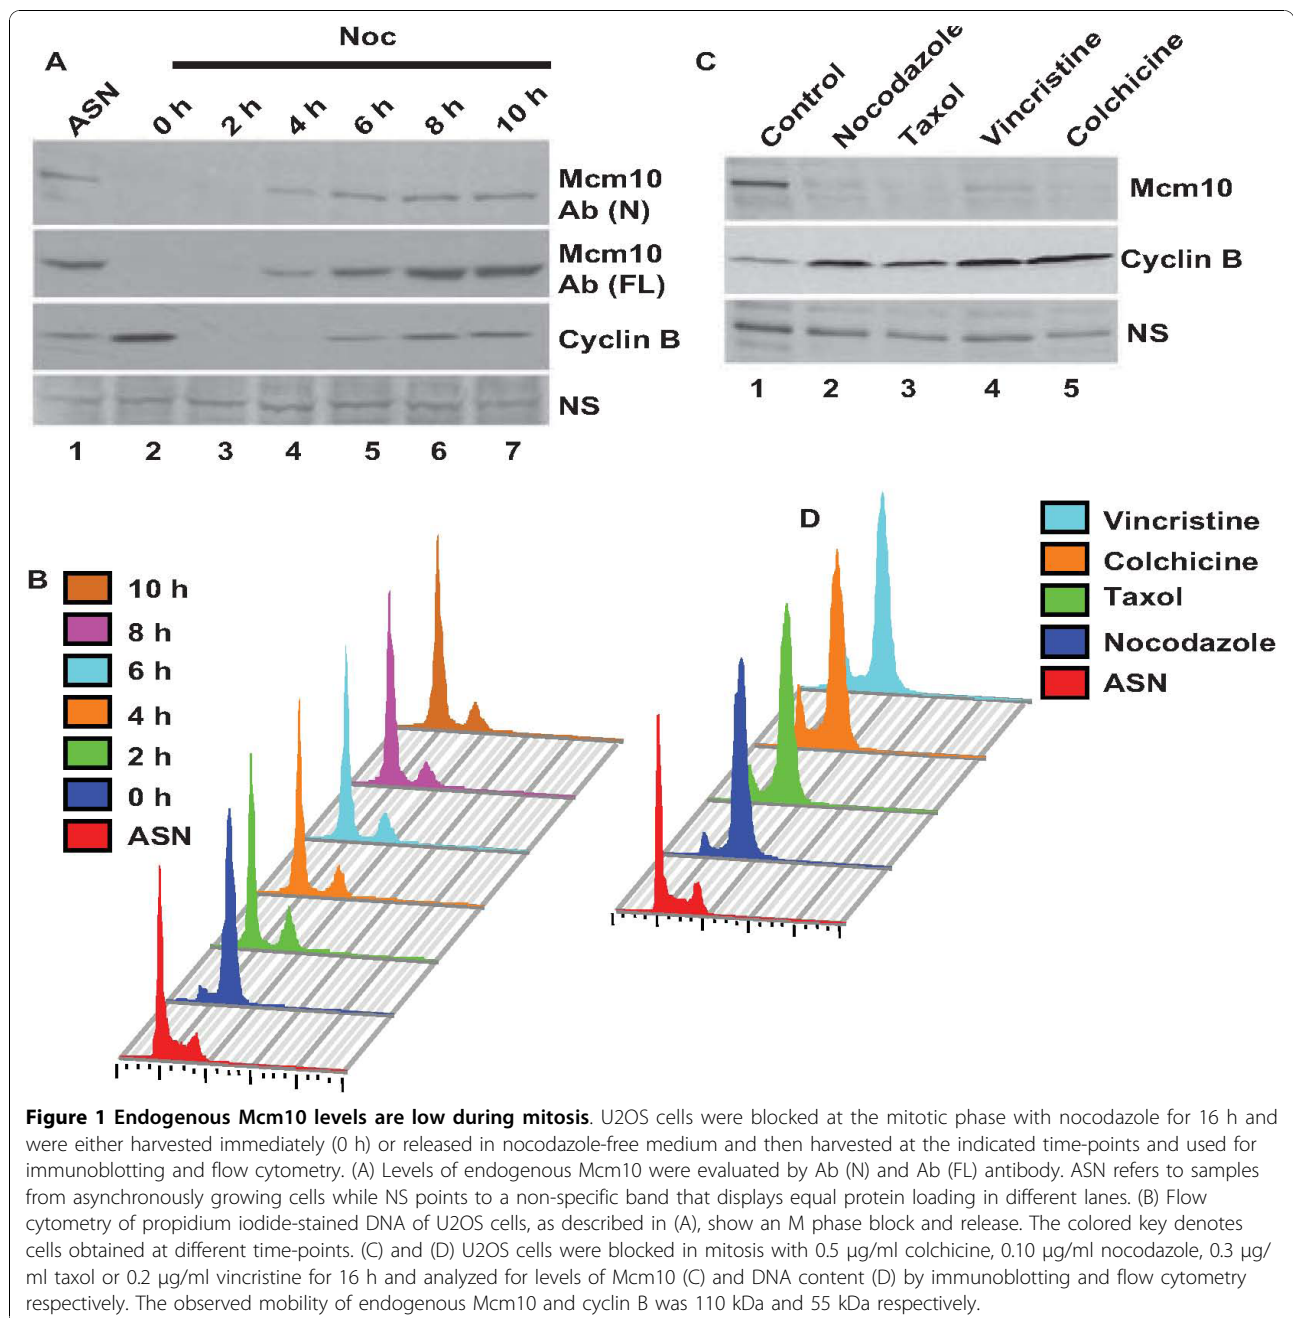 A
Noc
ASN 0 h 2 h 4 h 6 h 8 h 10 h
Mcm10
Ab (N)
Mcm10
Ab (FL)
Cyclin B
NS
1 2 3 4 5 6 7
C
Control Nocodazole Taxol Vincristine Colchicine
Mcm10
Cyclin B
NS
1 2 3 4 5
B
10 h
8 h
6 h
4 h
2 h
0 h
ASN
D
Vincristine
Colchicine
Taxol
Nocodazole
ASN
Figure 1 Endogenous Mcm10 levels are low during mitosis. U2OS cells were blocked at the mitotic phase with nocodazole for 16 h and
were either harvested immediately (0 h) or released in nocodazole-free medium and then harvested at the indicated time-points and used for
immunoblotting and flow cytometry. (A) Levels of endogenous Mcm10 were evaluated by Ab (N) and Ab (FL) antibody. ASN refers to samples
from asynchronously growing cells while NS points to a non-specific band that displays equal protein loading in different lanes. (B) Flow
cytometry of propidium iodide-stained DNA of U2OS cells, as described in (A), show an M phase block and release. The colored key denotes
cells obtained at different time-points. (C) and (D) U2OS cells were blocked in mitosis with 0.5 μg/ml colchicine, 0.10 μg/ml nocodazole, 0.3 μg/
ml taxol or 0.2 μg/ml vincristine for 16 h and analyzed for levels of Mcm10 (C) and DNA content (D) by immunoblotting and flow cytometry
respectively. The observed mobility of endogenous Mcm10 and cyclin B was 110 kDa and 55 kDa respectively.